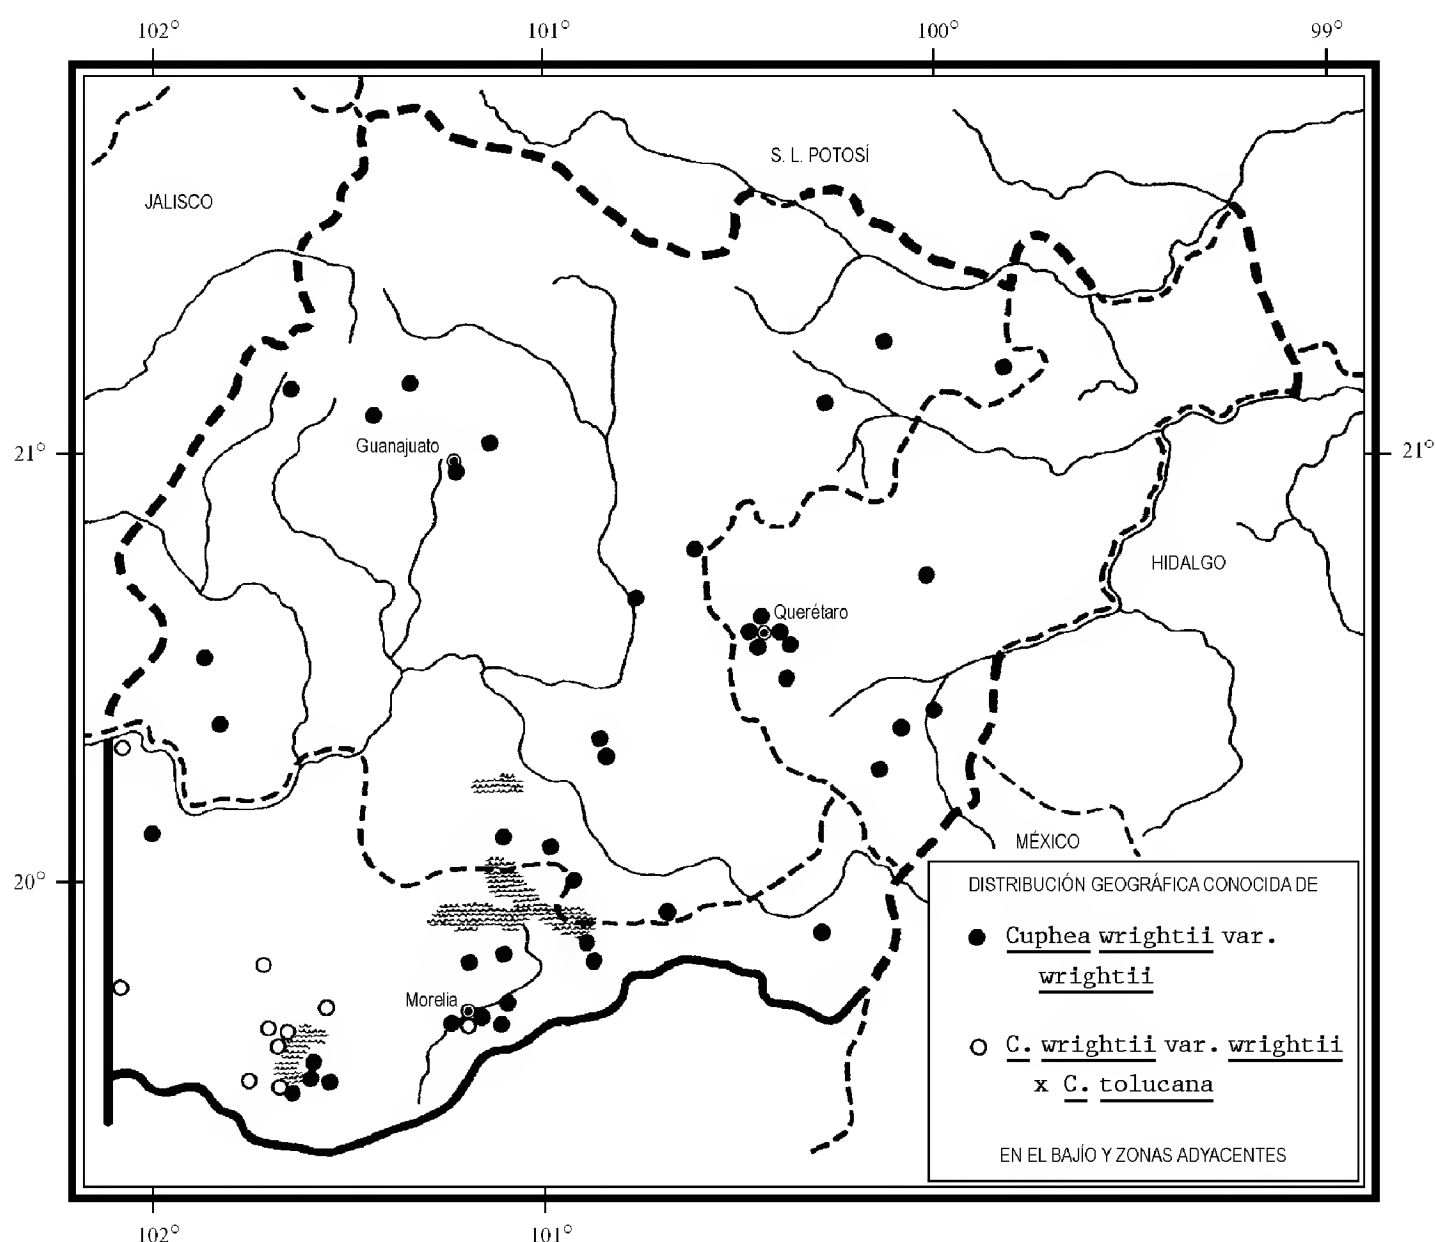 102° 101° 100° 99°
S. L. POTOSÍ
JALISCO
Guanajuato
21° 21°
HIDALGO
Querétaro
MÉXICO
20°
DISTRIBUCIÓN GEOGRÁFICA CONOCIDA DE
Cuphea wrightii var.
wrightii
Morelia
C. wrightii var. wrightii
x C. tolucana
EN EL BAJÍO Y ZONAS ADYACENTES
102° 101°